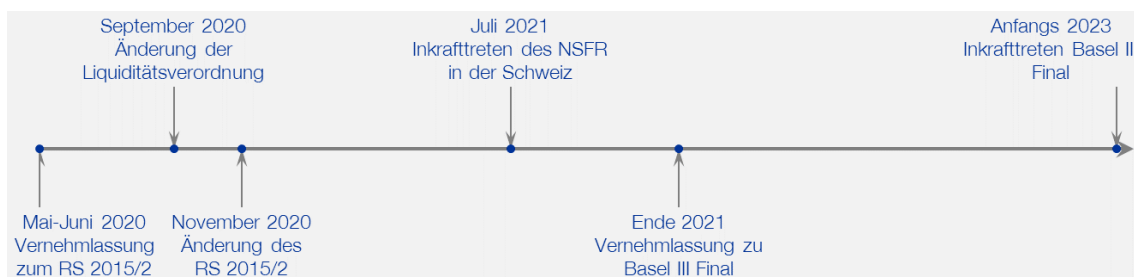 September 2020
Änderung der
Liquiditätsverordnung
Juli 2021
Inkrafttreten des NSFR
in der Schweiz
Anfangs 2023
Inkrafttreten Basel II
Final
Mai-Juni 2020
Vernehmlassung
zum RS 2015/2
November 2020
Änderung des
RS 2015/2
Ende 2021
Vernehmlassung zu
Basel III Final